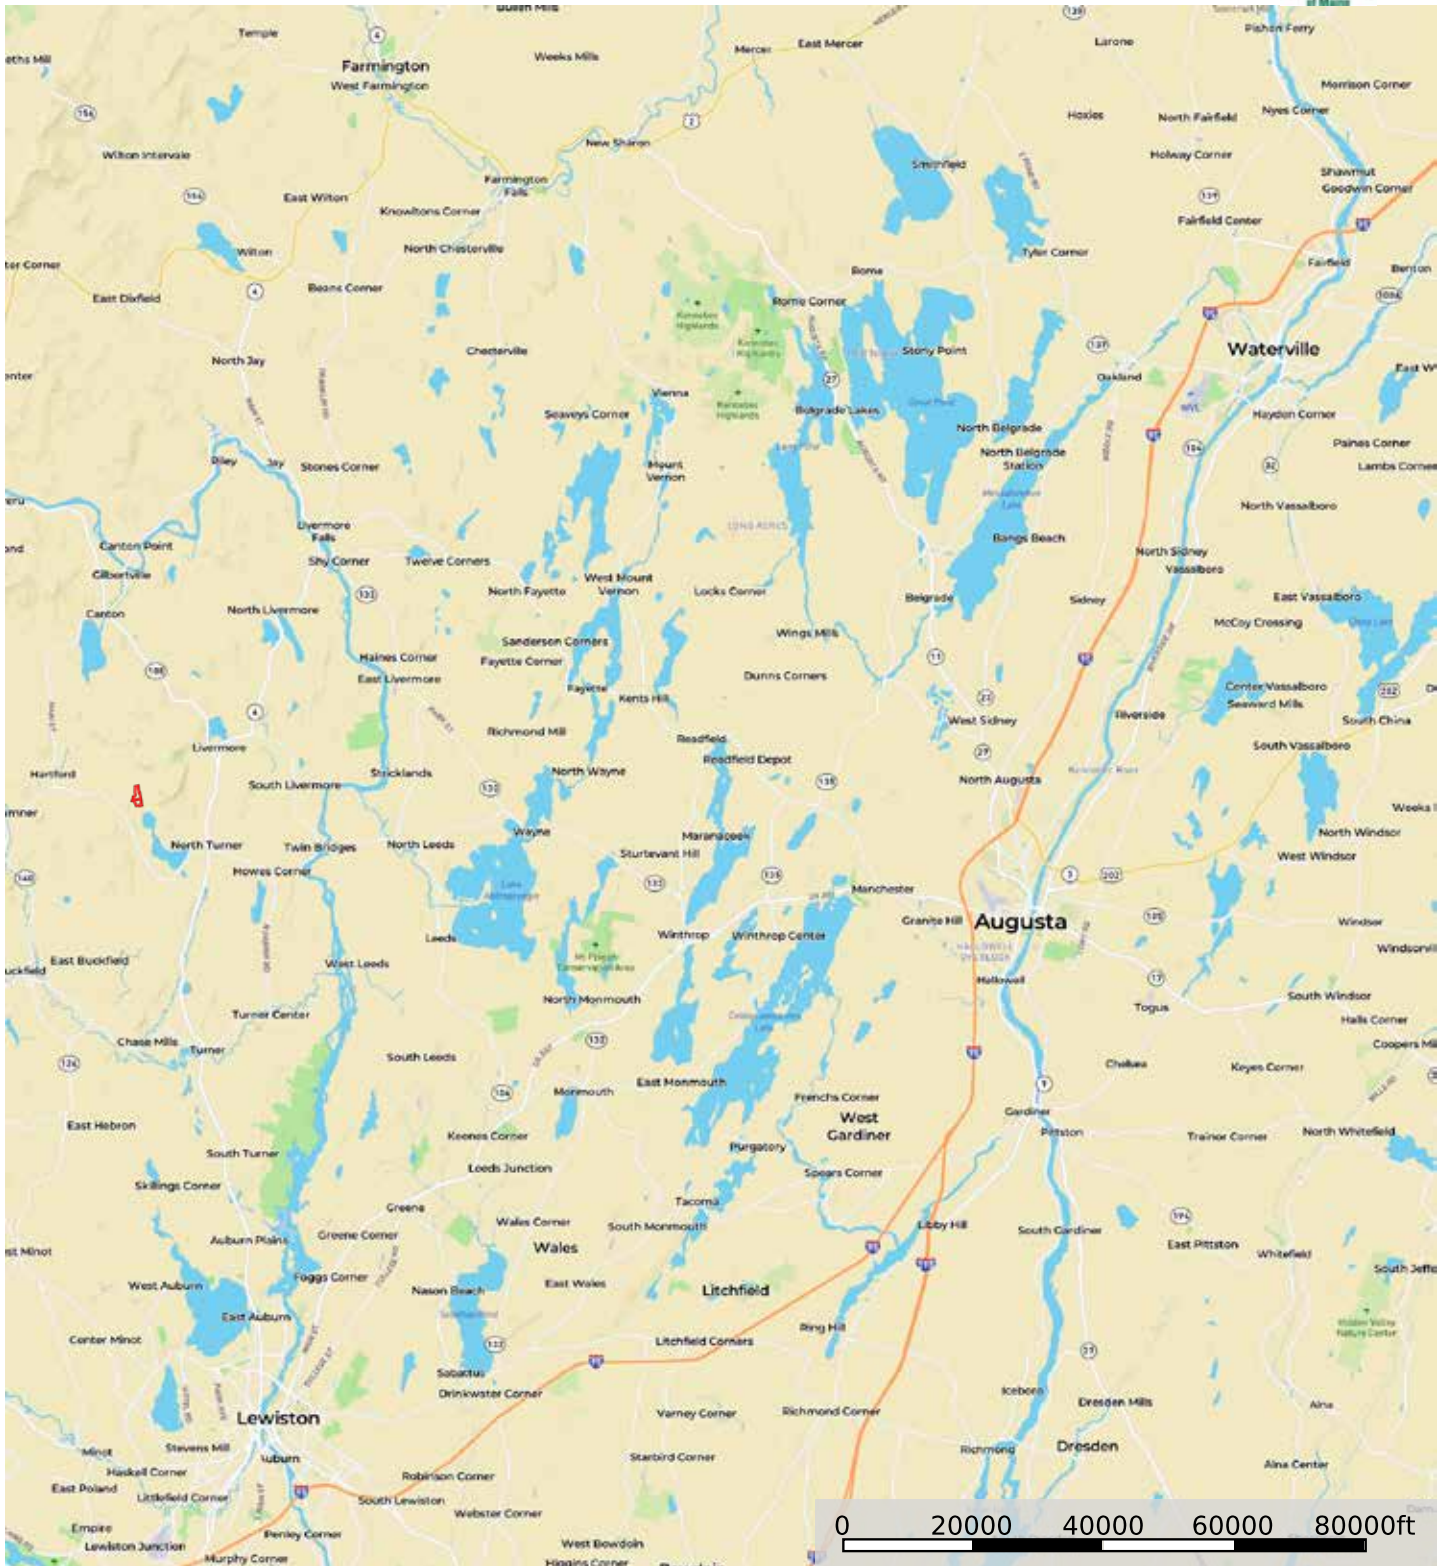 Temple
Farmington
West Farmington
Weeks Mills
Mercer
East Mercer
Larone
Pishon Ferry
Morrison Corner
Nyes Corner
North Fairfield
Hoxies
Holway Corner
Wilton Intervale
New Sharon
Smithfield
Shawmut
Goodwin Corner
Farmington
Falls
East Wilton
Knowltons Corner
Fairfield Center
North Chesterville
Tyler Corner
Wilton
Fairfield
Benton
Rome
East Dixfield
Beans Corner
Rome Corner
Kennebec
Highlands
Kennebec
Highlands
Stony Point
Waterville
North Jay
Chesterville
Oakland
Vienna
Kennebec
Highlands
Belgrade Lakes
Seaveys Corner
Hayden Corner
North Belgrade
Paines Corner
North Belgrade
Station
Riley
Jay
Stones Corner
Mount
Vernon
North Vassalboro
Livermore
Falls
Canton Point
Gilbertville
Shy Corner
Twelve Corners
Bangs Beach
North Sidney
Vassalboro
West Mount
Vernon
North Fayette
Locks Corner
Belgrade
Sidney
East Vassalboro
Canton
North Livermore
McCoy Crossing
Sanderson Corners
Wings Mills
Haines Corner
Fayette Corner
East Livermore
Dunns Corners
Fayette
Kents Hill
Center Vassalboro
Seaward Mills
Riverside
West Sidney
South China
Richmond Mill
Readfield
Livermore
Readfield Depot
South Vassalboro
Hartford
Stricklands
North Wayne
North Augusta
South Livermore
Wayne
Maranacook
North Windsor
North Turner
Twin Bridges
North Leeds
Sturtevant Hill
West Windsor
Howes Corner
Manchester
Granite Hill
Augusta
Windsor
Leeds
Winthrop
Winthrop Center
East Buckfield
West Leeds
Hallowell
North Monmouth
South Windsor
Togus
Turner Center
Halls Corner
Chase Mills
Turner
South Leeds
Chelsea
Keyes Corner
East Monmouth
Monmouth
Frenchs Corner
West
Gardiner
Gardiner
Pittston
East Hebron
Keenes Corner
Trainor Corner
North Whitefield
South Turner
Purgatory
Leeds Junction
Spears Corner
Skillings Corner
Tacoma
Greene
Wales Corner
South Monmouth
Libby Hill
South Gardiner
Auburn Plains
Greene Corner
Wales
East Pittston
Whitefield
West Auburn
Foggs Corner
Nason Beach
East Wales
Litchfield
East Auburn
Center Minot
Ring Hill
Litchfield Corners
Sabattus
Drinkwater Corner
Iceboro
Dresden Mills
Alna
Lewiston
Varney Corner
Richmond Corner
Minot
Stevens Mill
Richmond
Dresden
Starbird Corner
Haskell Corner
Robinson Corner
Alna Center
East Poland
Littlefield Corner
South Lewiston
Webster Corner
Empire
Lewiston Junction
Penley Corner
West Bowdoin
Murphy Corner
Higgins Corner
0 20000 40000 60000 80000ft